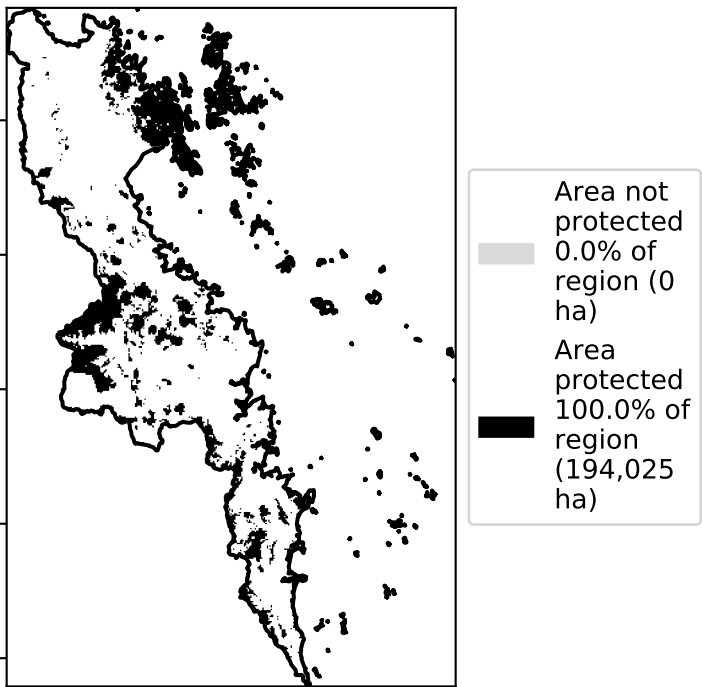 Area not
protected
0.0% of
region (0
ha)
Area
protected
100.0% of
region
(194,025
ha)